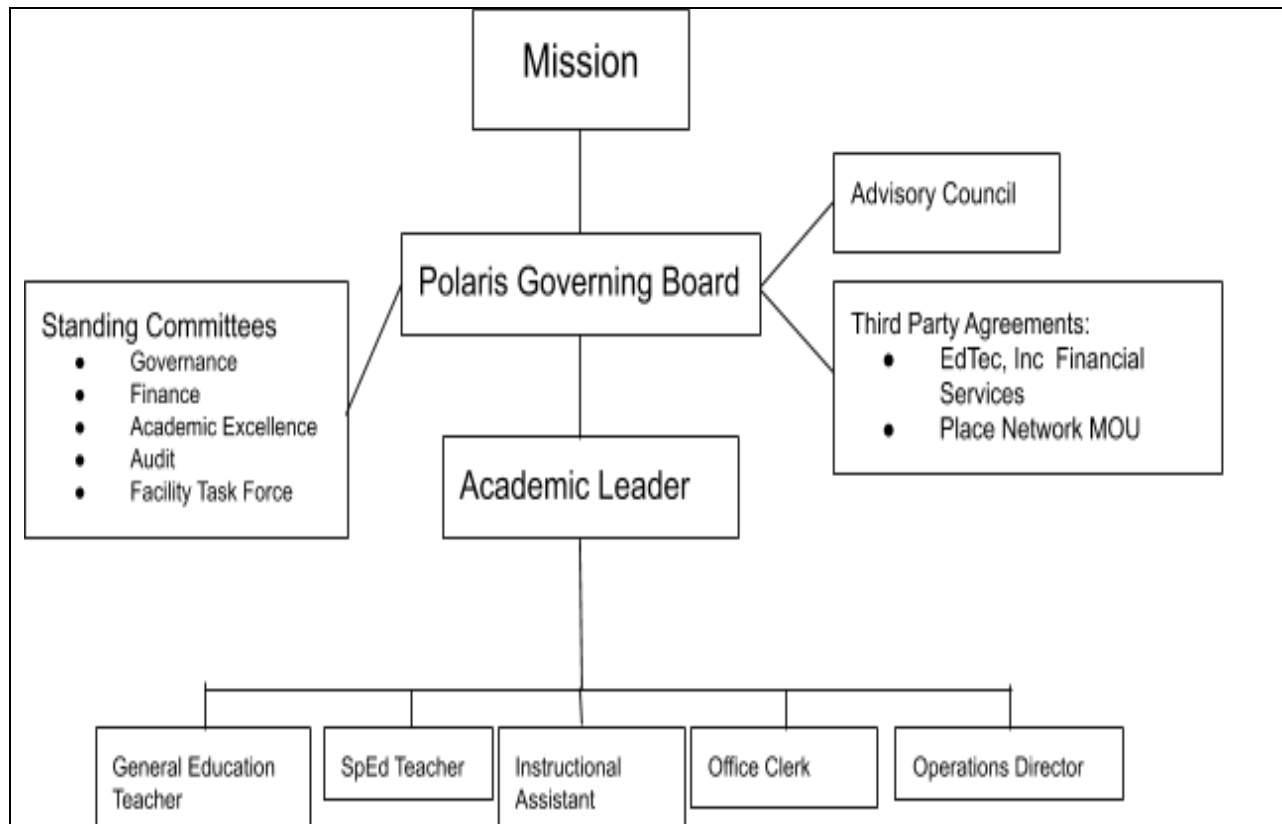 Mission
Advisory Council
Polaris Governing Board
Standing Committees
● Governance
● Finance
● Academic Excellence
● Audit
● Facility Task Force
Third Party Agreements:
● EdTec, Inc  Financial
Services
● Place Network MOU
Academic Leader
General Education
Teacher
SpEd Teacher
Instructional
Assistant
Office Clerk
Operations Director